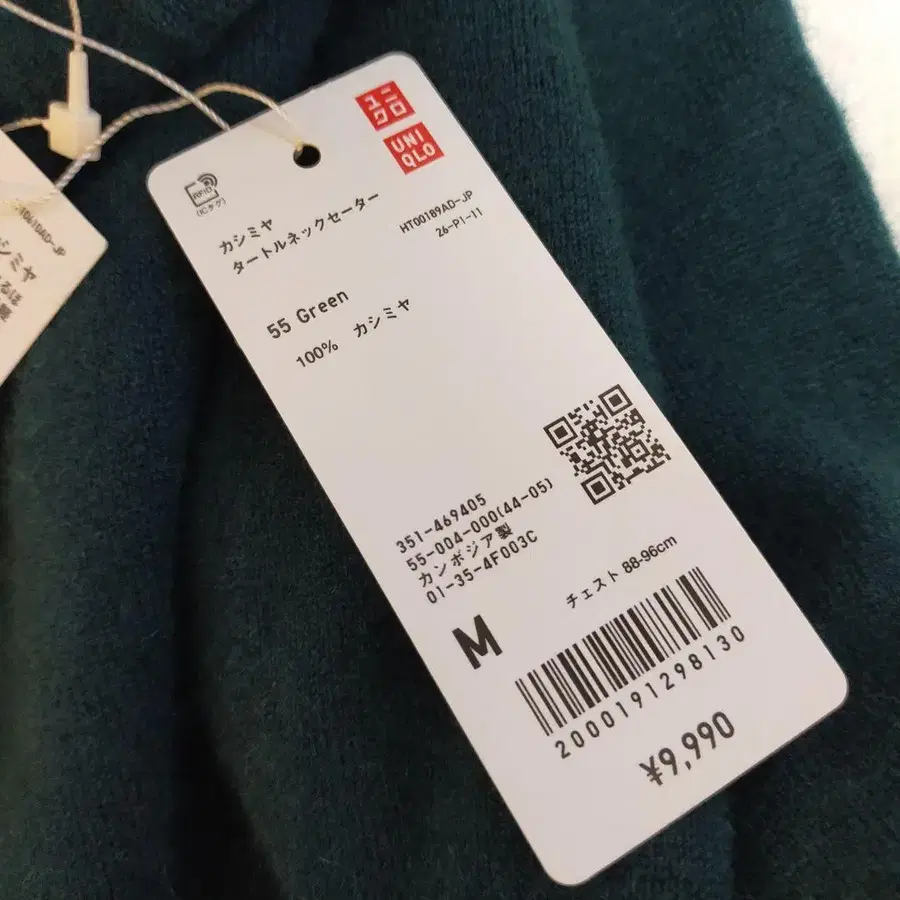 ユニ
クロ
UNI
QLO
RFID
(ICタグ)
カシミヤ
タートルネックセーター
HT00189AD-JP
26-P1-11
55 Green
100% カシミヤ
351-469405
55-004-000(44-05)
カンボジア製
01-35-4F003C
M
チェスト 88-96cm
2000191298130
¥9,990